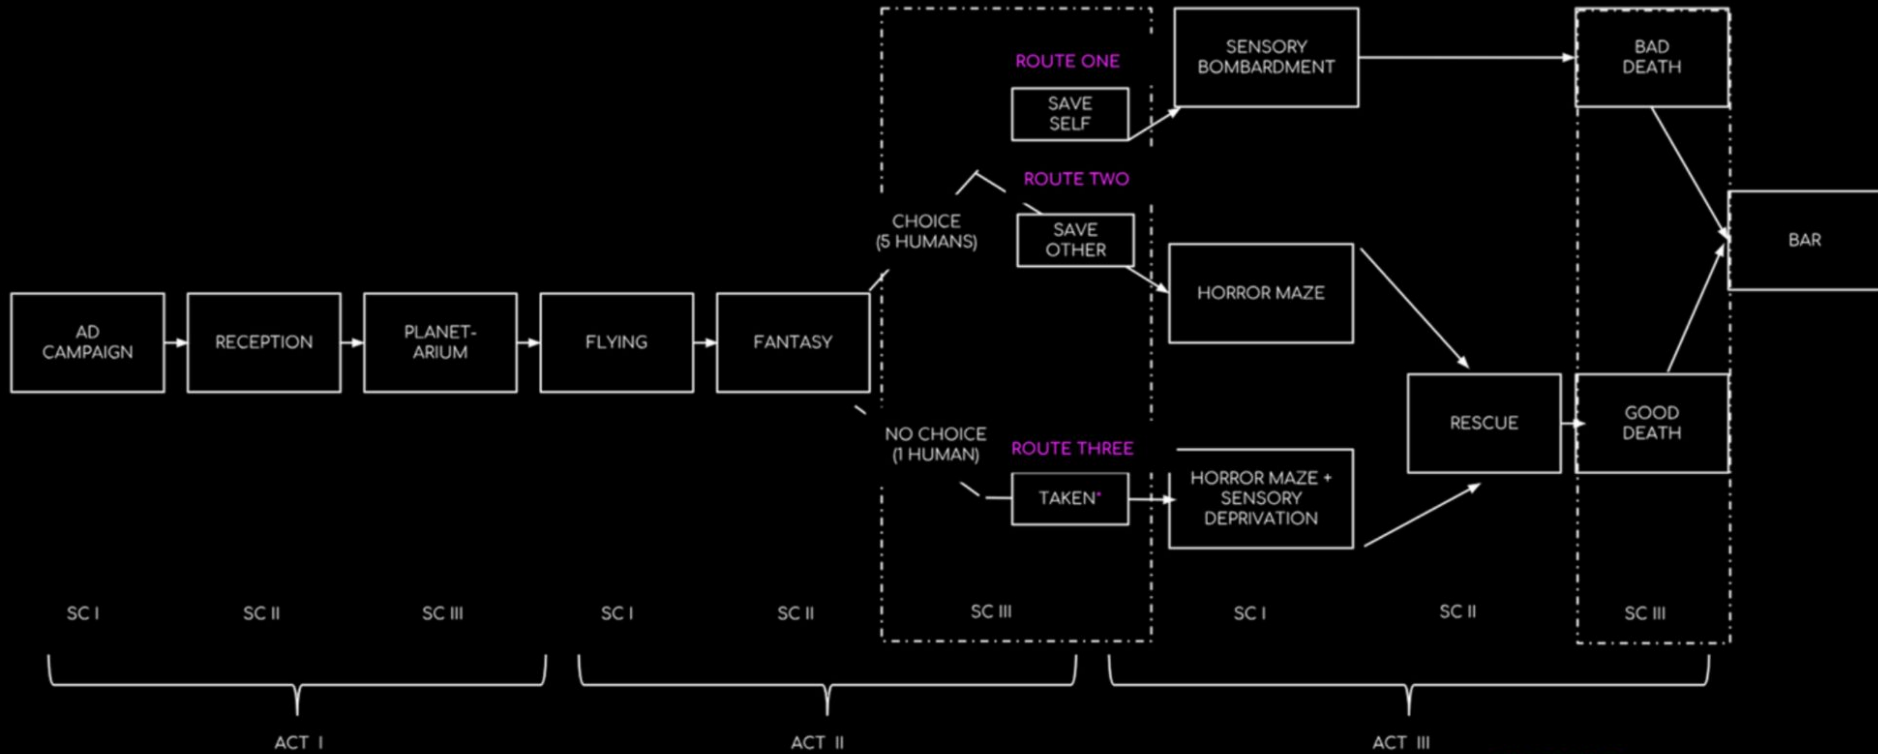 ROUTE ONE
SAVE
SELF
SENSORY
BOMBARDMENT
BAD
DEATH
ROUTE TWO
CHOICE
(5 HUMANS)
SAVE
OTHER
BAR
HORROR MAZE
AD
CAMPAIGN
RECEPTION
PLANET-
ARIUM
FLYING
FANTASY
NO CHOICE
(1 HUMAN)
ROUTE THREE
TAKEN*
HORROR MAZE +
SENSORY
DEPRIVATION
RESCUE
GOOD
DEATH
SC I
SC II
SC III
SC I
SC II
SC III
SC I
SC II
SC III
ACT I
ACT II
ACT III